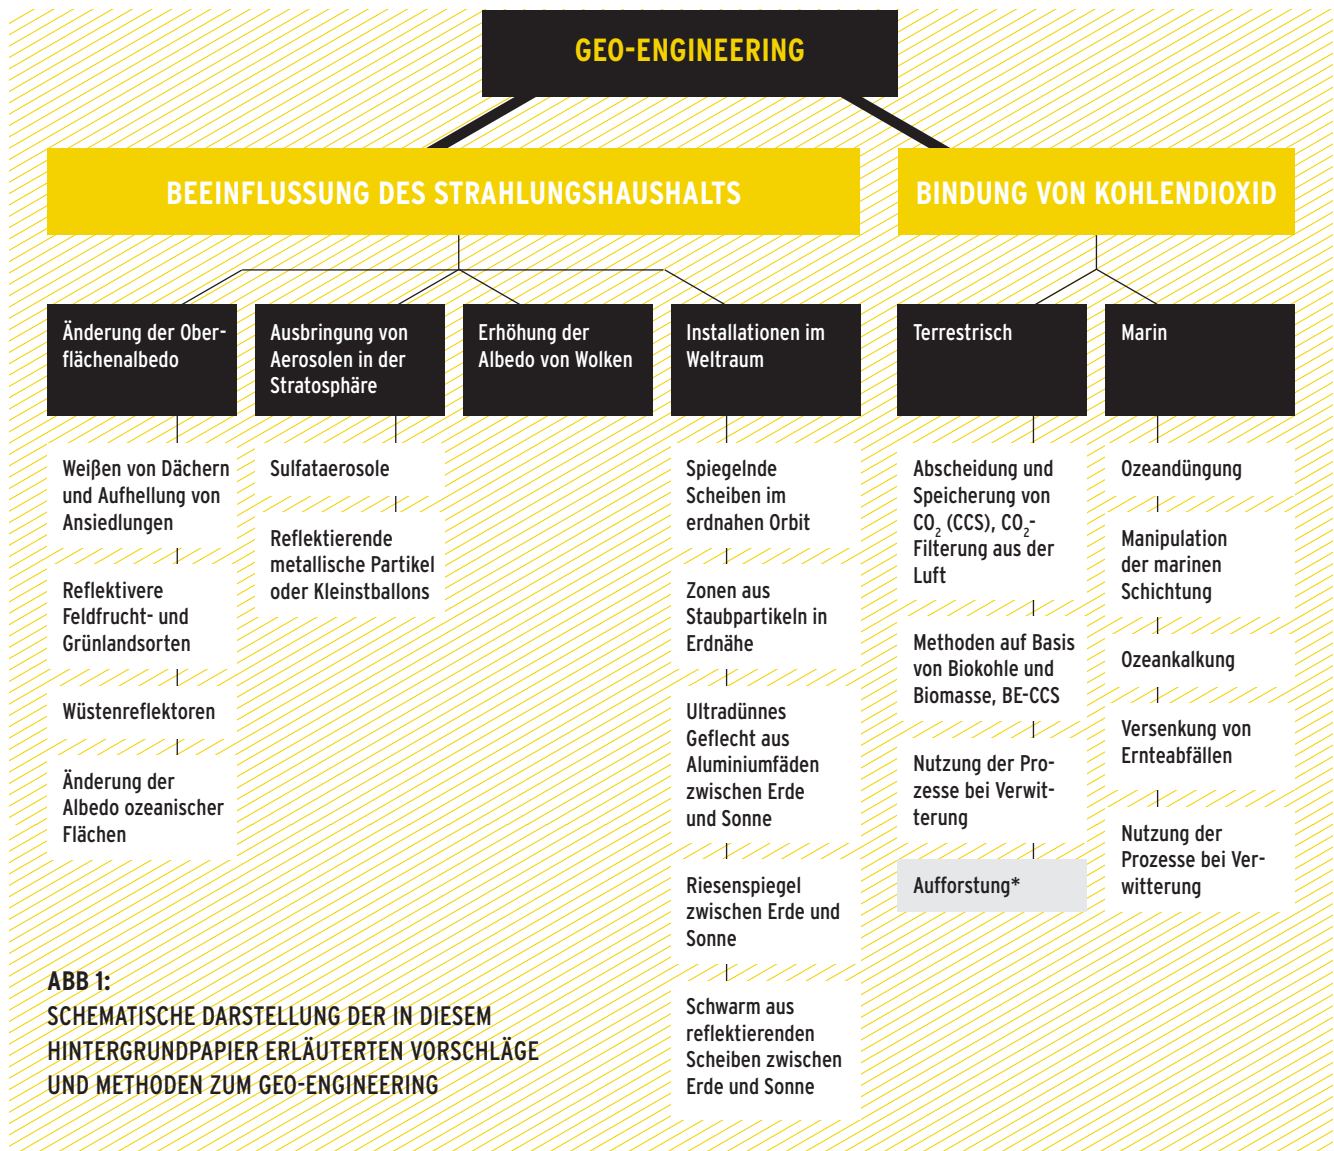 GEO-ENGINEERING
BEEINFLUSSUNG DES STRAHLUNGSHAUSHALTS
BINDUNG VON KOHLENDIOXID
Änderung der Ober-
flächenalbedo
Ausbringung von
Aerosolen in der
Stratosphäre
Erhöhung der
Albedo von Wolken
Installationen im
Weltraum
Terrestrisch
Marin
Weißen von Dächern
und Aufhellung von
Ansiedlungen
Reflektivere
Feldfrucht- und
Grünlandsorten
Wüstenreflektoren
Änderung der
Albedo ozeanischer
Flächen
Sulfataerosole
Reflektierende
metallische Partikel
oder Kleinstballons
Spiegelnde
Scheiben im
erdnahen Orbit
Zonen aus
Staubpartikeln in
Erdnähe
Ultradünnes
Geflecht aus
Aluminiumfäden
zwischen Erde
und Sonne
Riesenspiegel
zwischen Erde und
Sonne
Schwarm aus
reflektierenden
Scheiben zwischen
Erde und Sonne
Abscheidung und
Speicherung von
CO₂ (CCS), CO₂-
Filterung aus der
Luft
Methoden auf Basis
von Biokohle und
Biomasse, BE-CCS
Nutzung der Pro-
zesse bei Verwit-
terung
Aufforstung*
Ozeandüngung
Manipulation
der marinen
Schichtung
Ozeankalkung
Versenkung von
Ernteabfällen
Nutzung der
Prozesse bei Ver-
witterung
ABB 1:
SCHEMATISCHE DARSTELLUNG DER IN DIESEM
HINTERGRUNDPAPIER ERLÄUTERTEN VORSCHLÄGE
UND METHODEN ZUM GEO-ENGINEERING